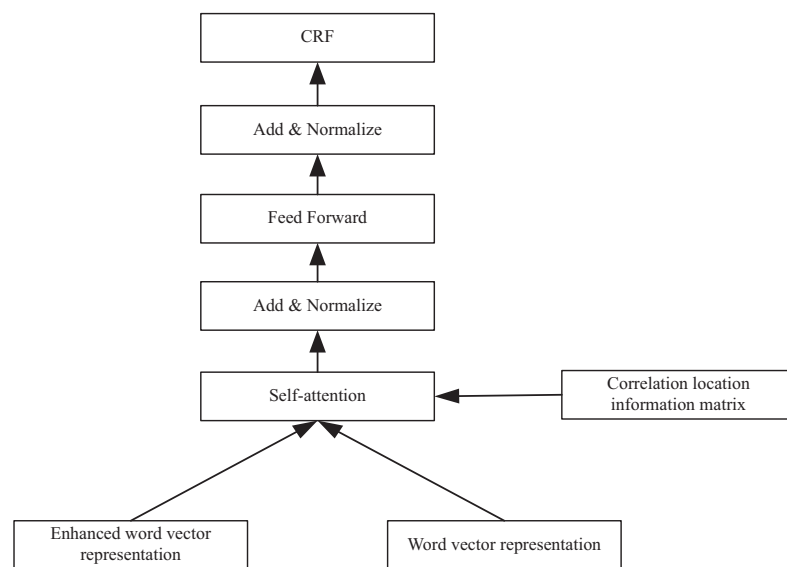 CRF
Add & Normalize
Feed Forward
Add & Normalize
Self-attention
Correlation location
information matrix
Enhanced word vector
representation
Word vector representation